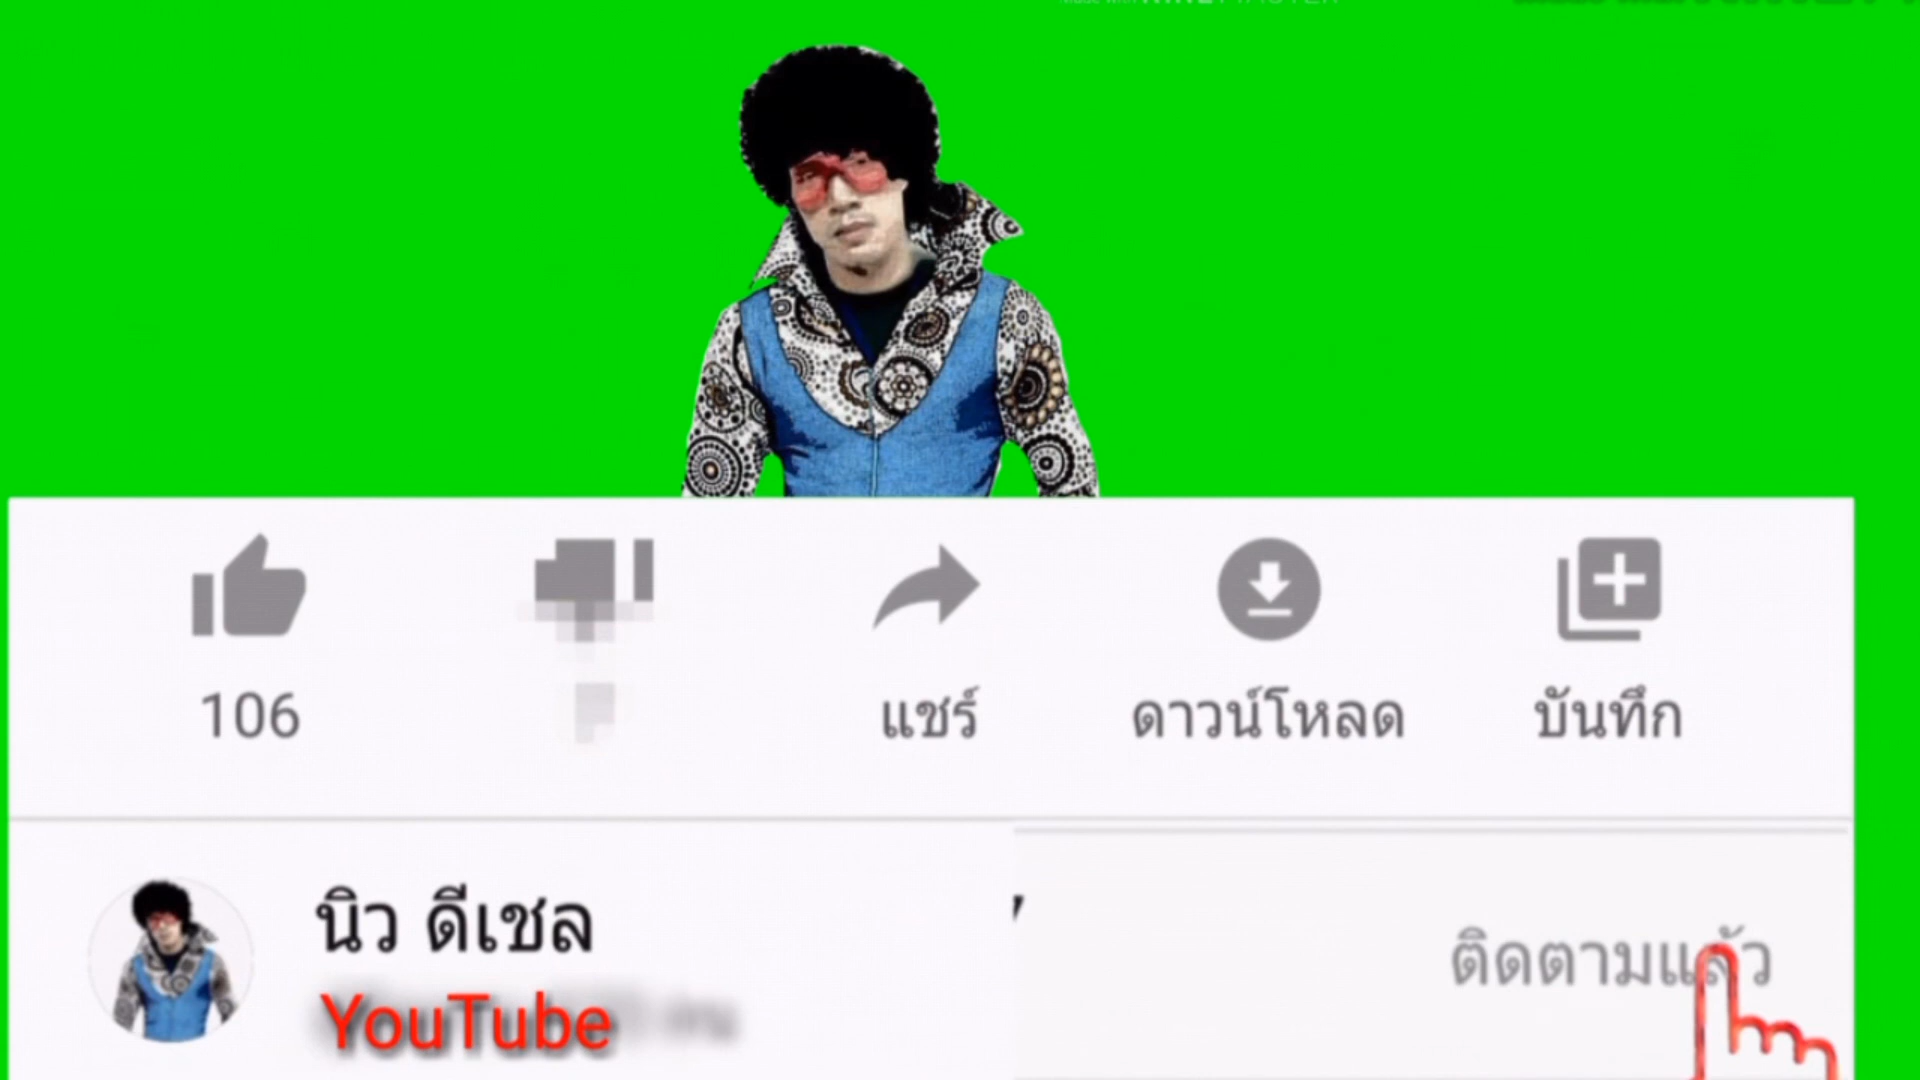 106
แชร์
ดาวน์โหลด
บันทึก
นิว ดีเซล
ติดตามแล้ว
YouTube